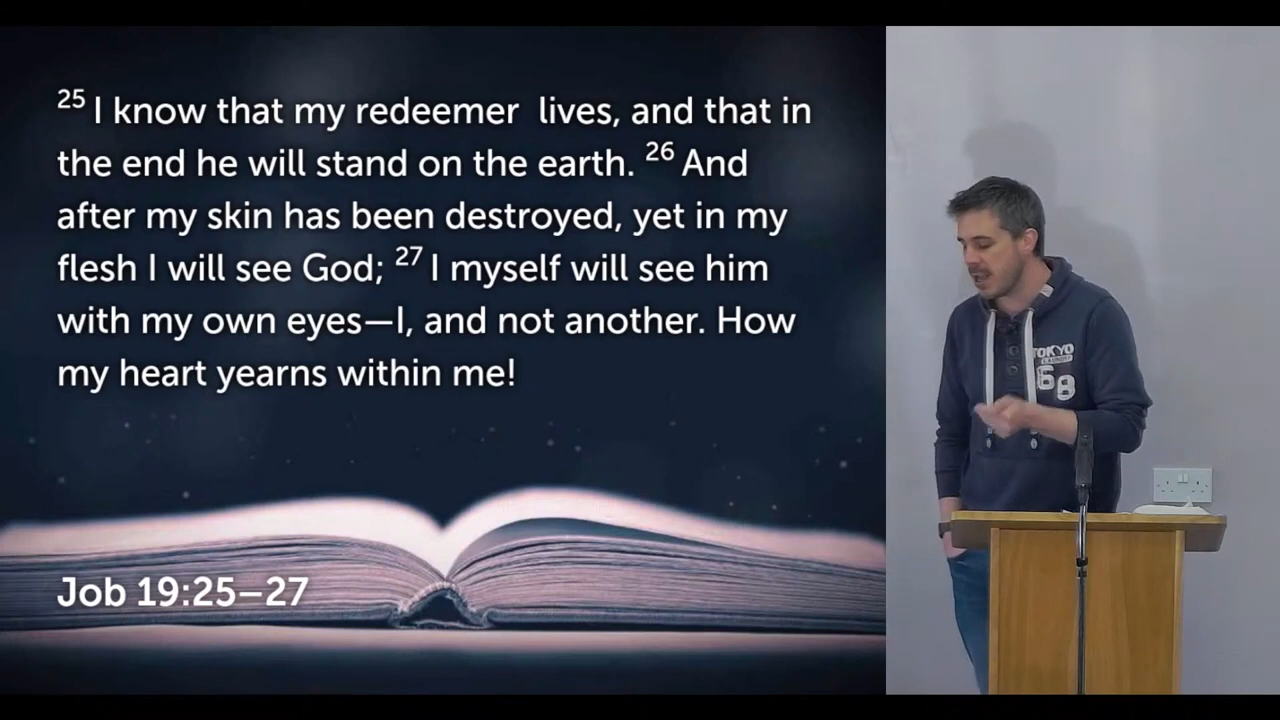 25 I know that my redeemer lives, and that in
the end he will stand on the earth. 26 And
after my skin has been destroyed, yet in my
flesh I will see God; 27 I myself will see him
with my own eyes—I, and not another. How
my heart yearns within me!
Job 19:25–27
TOKYO
LAUNDRY
68